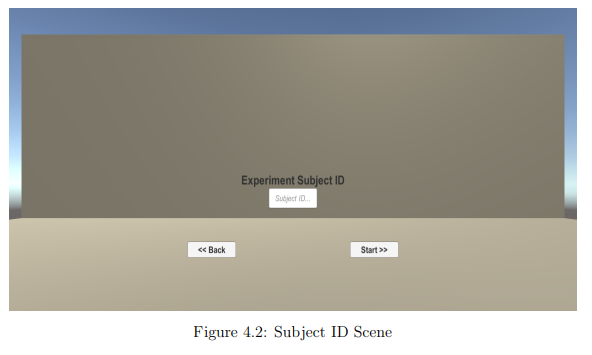 Experiment Subject ID
Subject ID...
<< Back
Start >>
Figure 4.2: Subject ID Scene